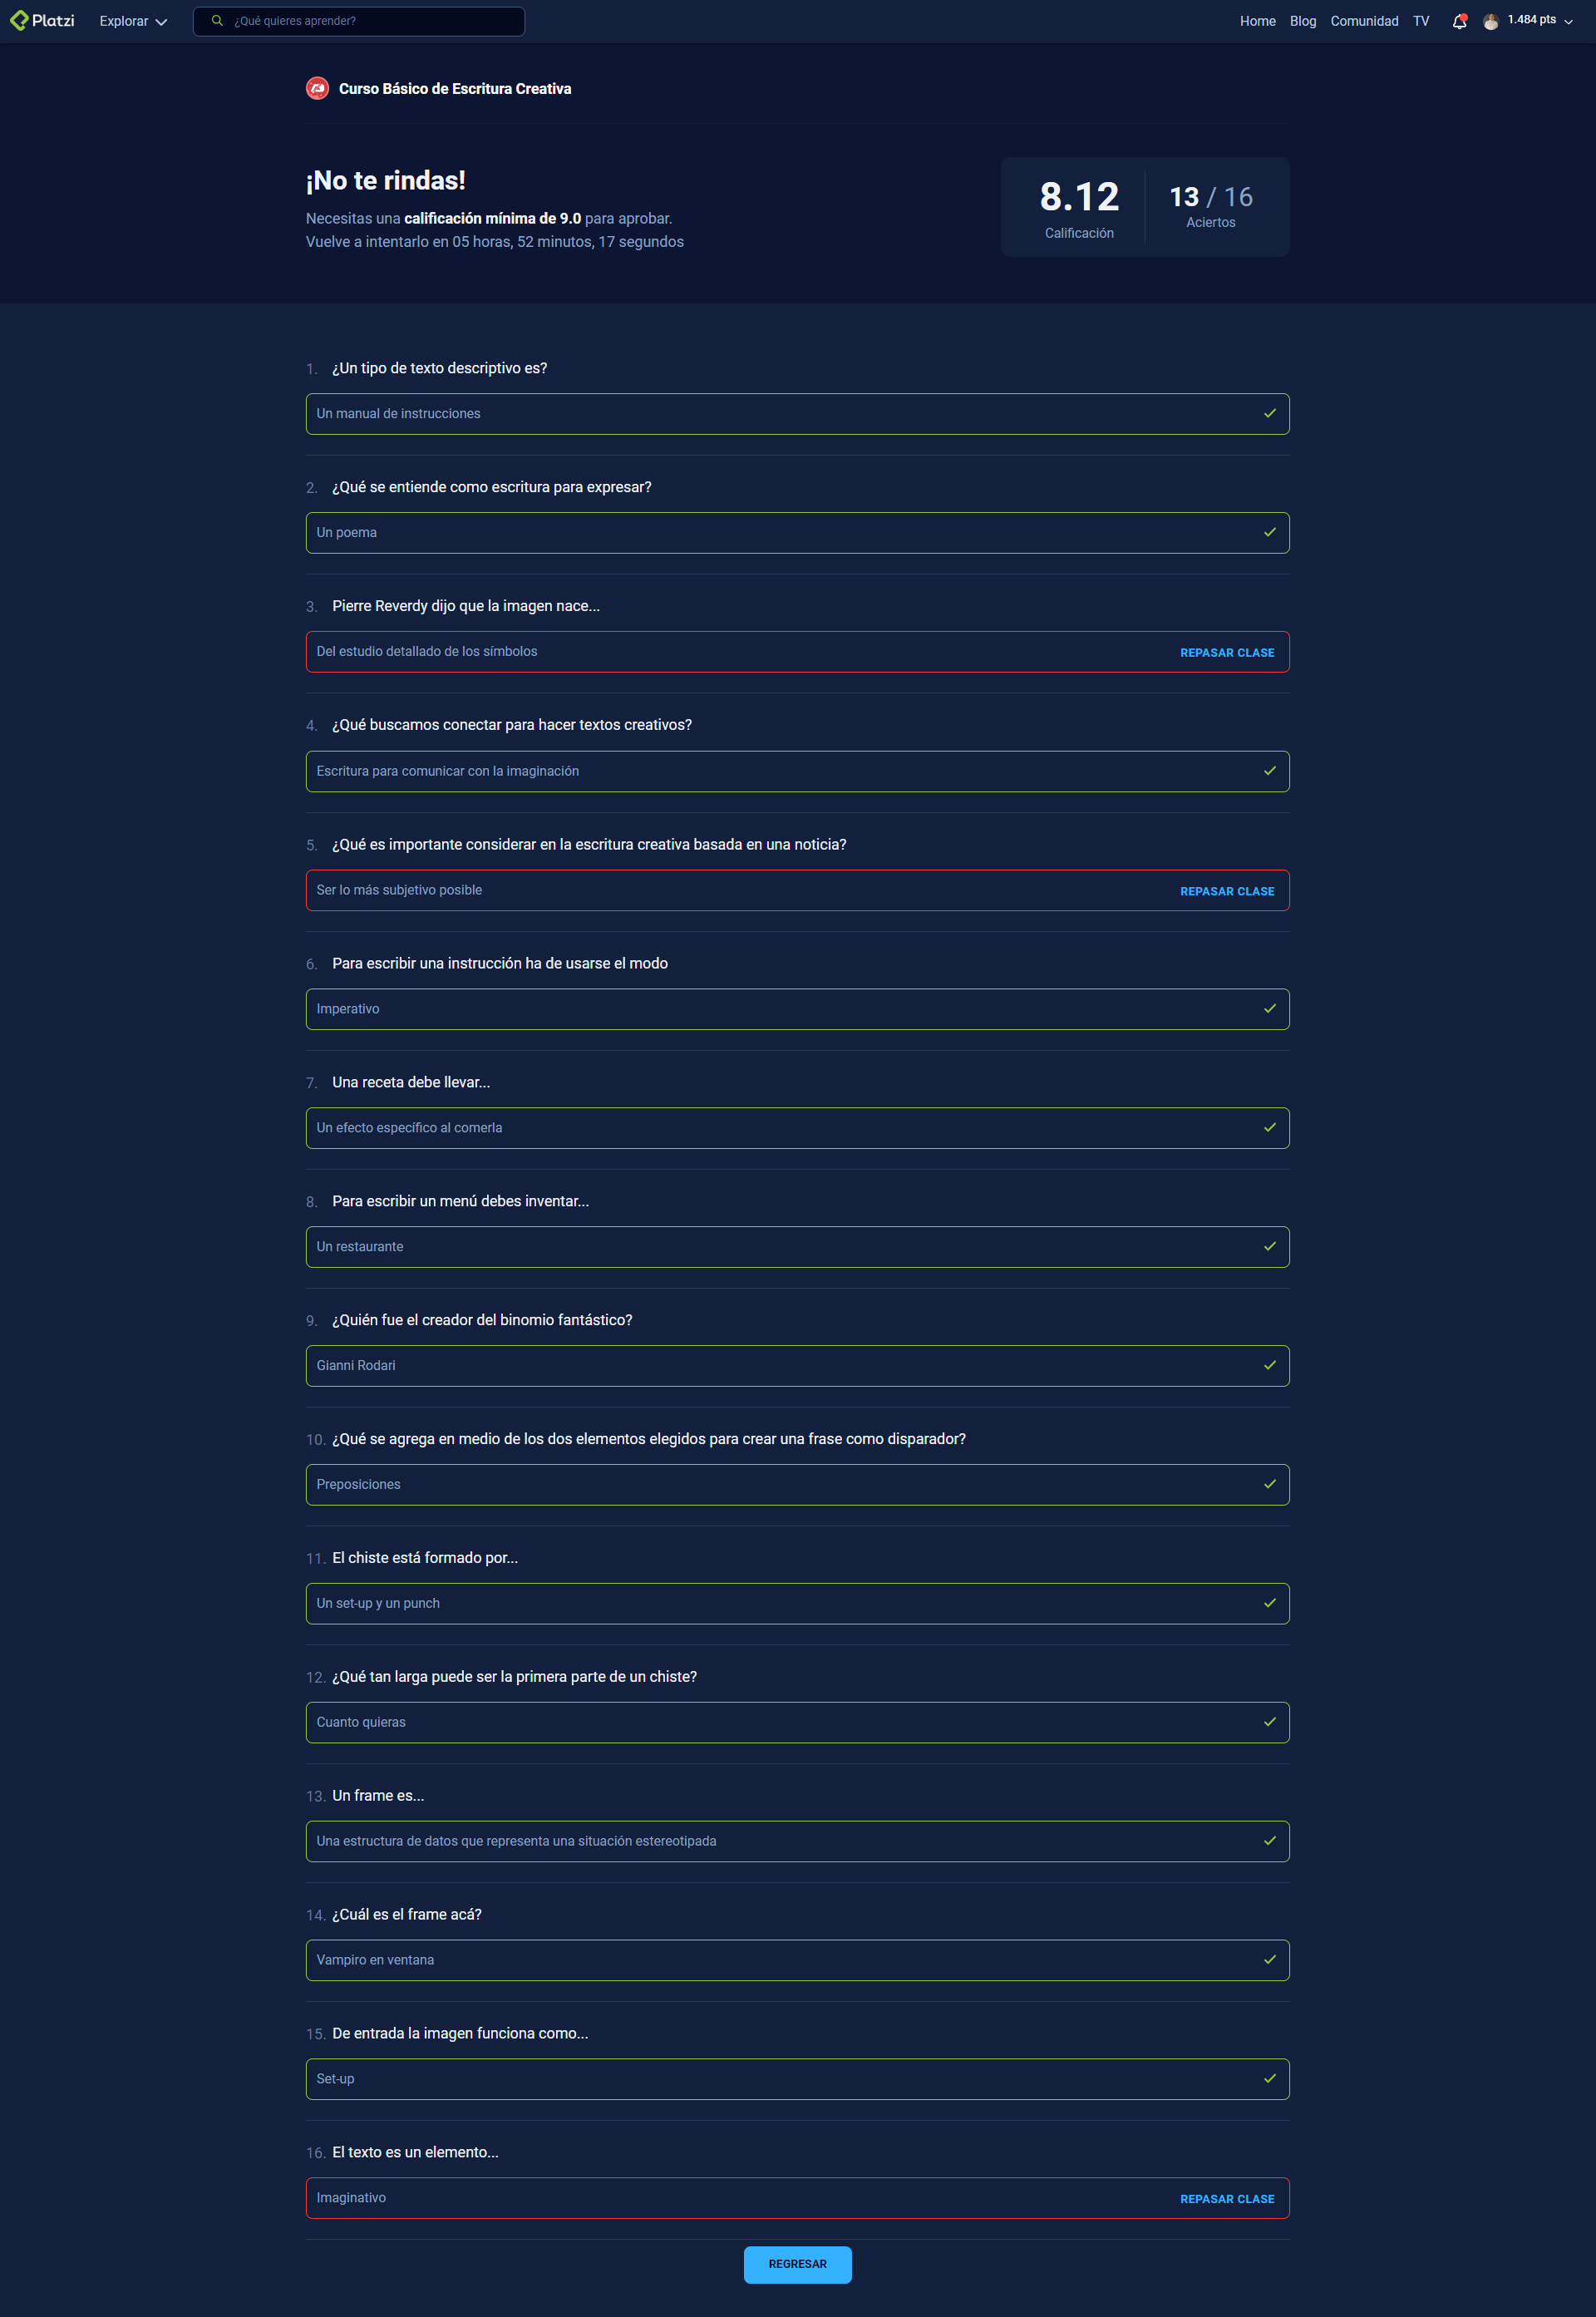 Platzi Explorar ¿Qué quieres aprender? Home Blog Comunidad TV 1.484 pts
Curso Básico de Escritura Creativa
¡No te rindas!
Necesitas una calificación mínima de 9.0 para aprobar.
Vuelve a intentarlo en 05 horas, 52 minutos, 17 segundos
8.12
Calificación
13 / 16
Aciertos
1. ¿Un tipo de texto descriptivo es?
Un manual de instrucciones
2. ¿Qué se entiende como escritura para expresar?
Un poema
3. Pierre Reverdy dijo que la imagen nace...
Del estudio detallado de los símbolos REPASAR CLASE
4. ¿Qué buscamos conectar para hacer textos creativos?
Escritura para comunicar con la imaginación
5. ¿Qué es importante considerar en la escritura creativa basada en una noticia?
Ser lo más subjetivo posible REPASAR CLASE
6. Para escribir una instrucción ha de usarse el modo
Imperativo
7. Una receta debe llevar...
Un efecto específico al comerla
8. Para escribir un menú debes inventar...
Un restaurante
9. ¿Quién fue el creador del binomio fantástico?
Gianni Rodari
10. ¿Qué se agrega en medio de los dos elementos elegidos para crear una frase como disparador?
Preposiciones
11. El chiste está formado por...
Un set-up y un punch
12. ¿Qué tan larga puede ser la primera parte de un chiste?
Cuanto quieras
13. Un frame es...
Una estructura de datos que representa una situación estereotipada
14. ¿Cuál es el frame acá?
Vampiro en ventana
15. De entrada la imagen funciona como...
Set-up
16. El texto es un elemento...
Imaginativo REPASAR CLASE
REGRESAR